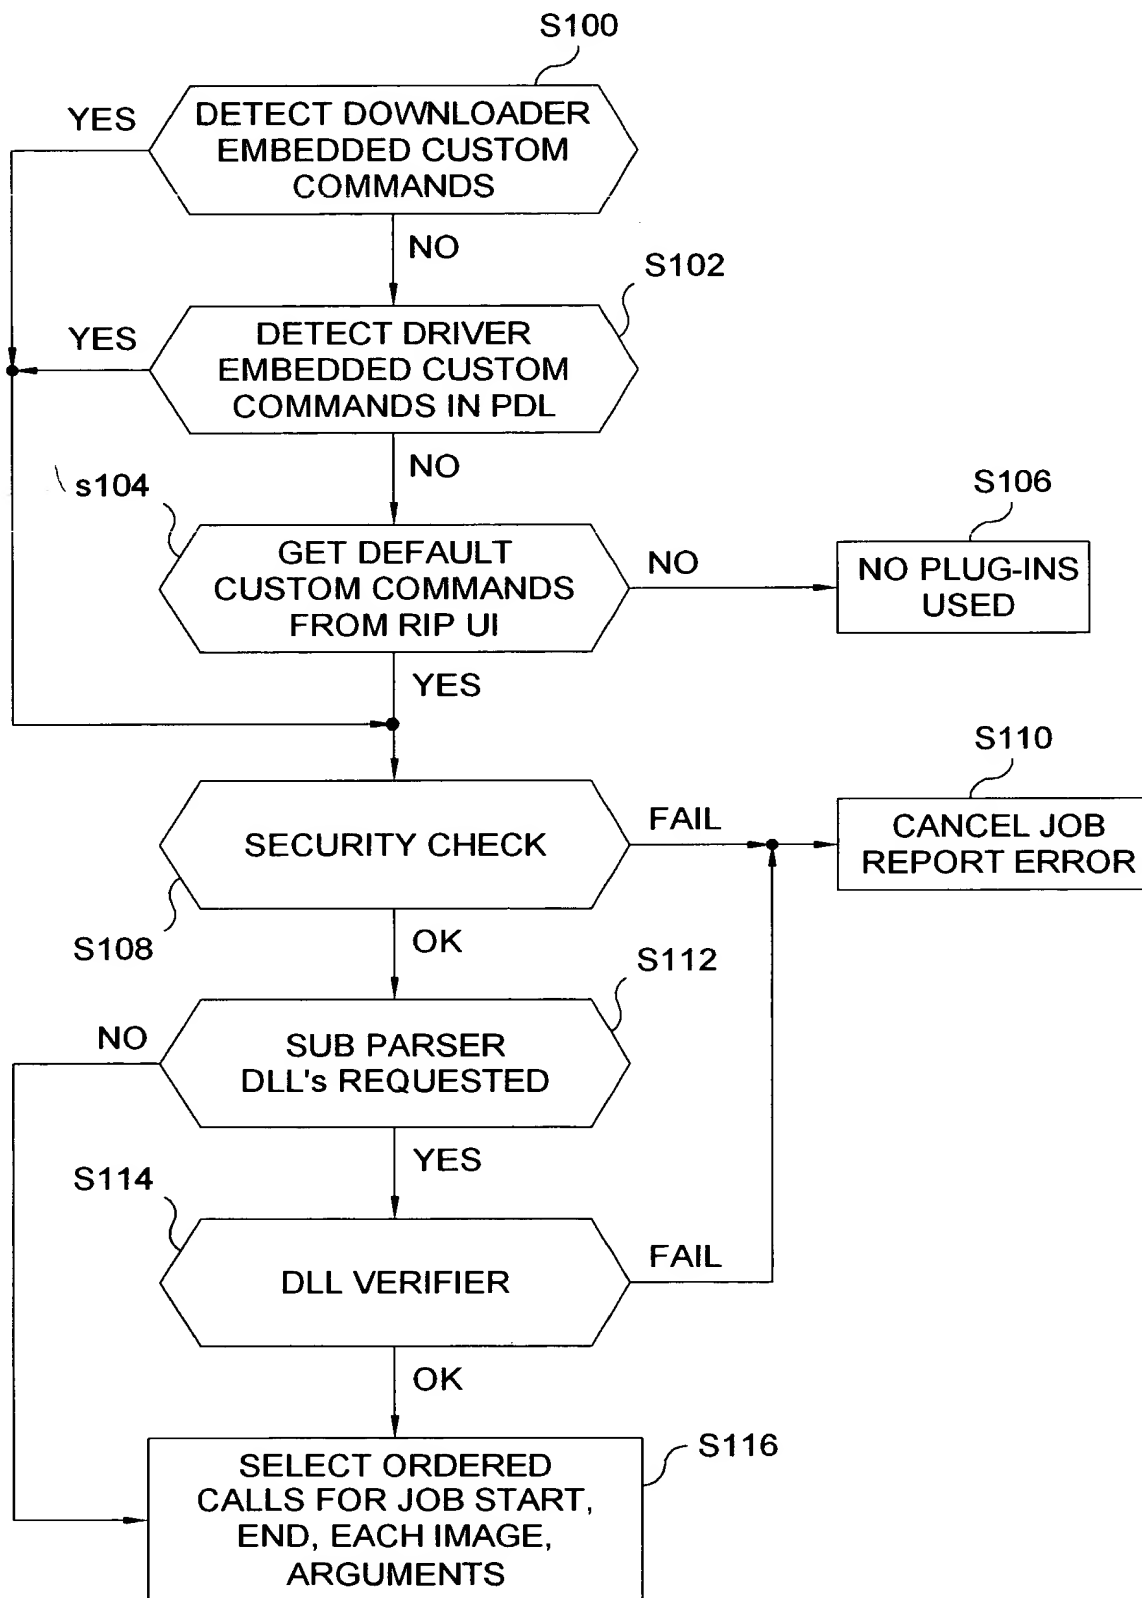 S100
YES
DETECT DOWNLOADER
EMBEDDED CUSTOM
COMMANDS
NO
S102
YES
DETECT DRIVER
EMBEDDED CUSTOM
COMMANDS IN PDL
NO
s104
S106
GET DEFAULT
CUSTOM COMMANDS
FROM RIP UI
NO
NO PLUG-INS
USED
YES
S110
SECURITY CHECK
FAIL
CANCEL JOB
REPORT ERROR
S108
OK
S112
NO
SUB PARSER
DLL's REQUESTED
YES
S114
DLL VERIFIER
FAIL
OK
S116
SELECT ORDERED
CALLS FOR JOB START,
END, EACH IMAGE,
ARGUMENTS